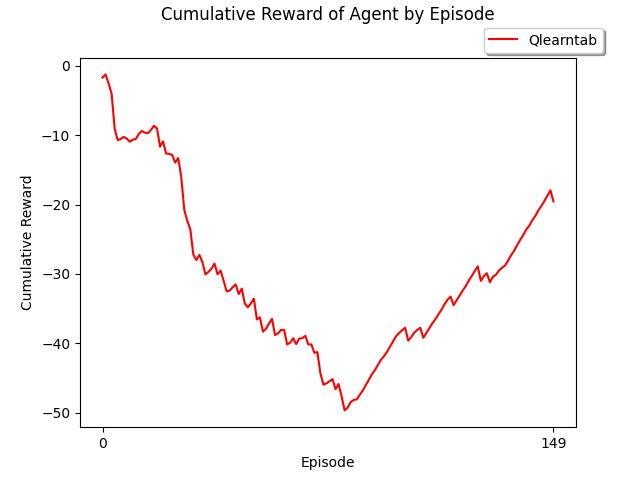 Cumulative Reward of Agent by Episode
Qlearntab
0
−10
−20
−30
−40
−50
Cumulative Reward
0 149
Episode